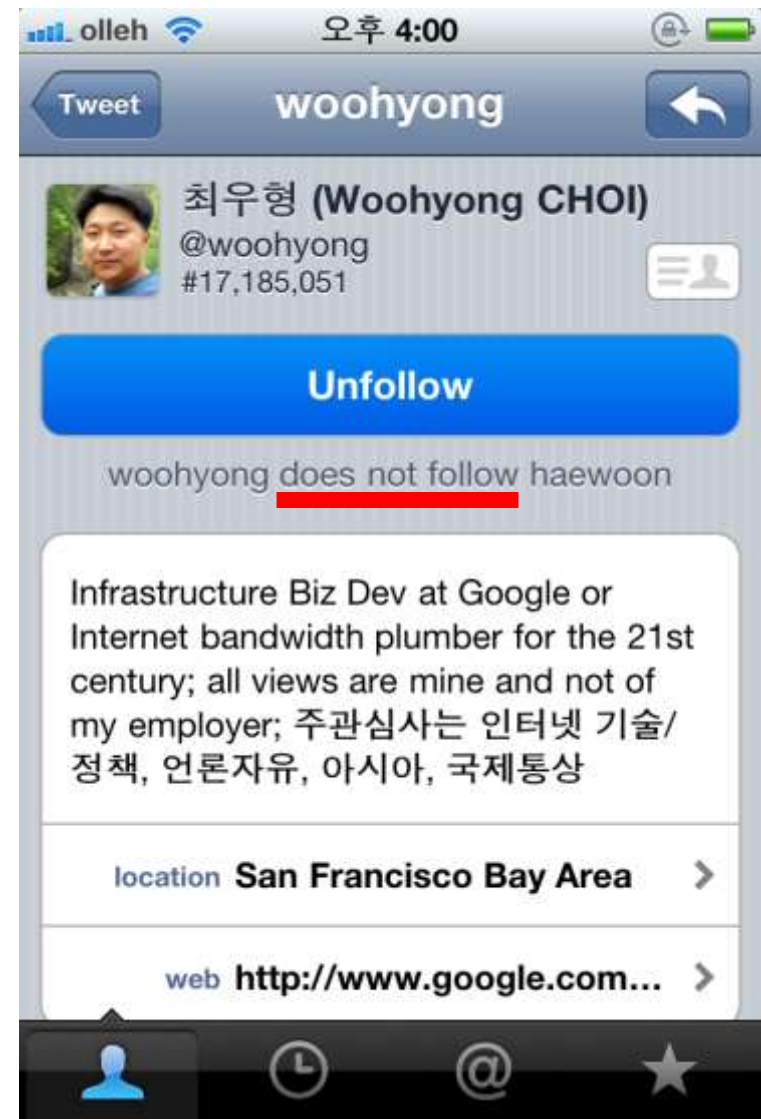 olleh 오후 4:00
Tweet woohyong
최우형 (Woohyong CHOI)
@woohyong
#17,185,051
Unfollow
woohyong does not follow haewoon
Infrastructure Biz Dev at Google or
Internet bandwidth plumber for the 21st
century; all views are mine and not of
my employer; 주관심사는 인터넷 기술/
정책, 언론자유, 아시아, 국제통상
location San Francisco Bay Area
web http://www.google.com...
@